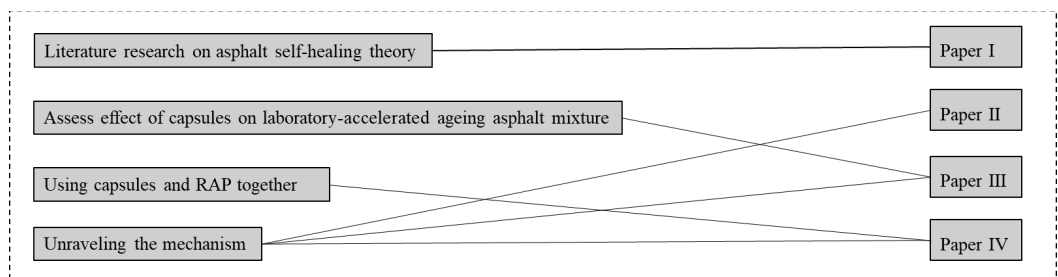 Literature research on asphalt self-healing theory
Paper I
Assess effect of capsules on laboratory-accelerated ageing asphalt mixture
Paper II
Using capsules and RAP together
Paper III
Unraveling the mechanism
Paper IV